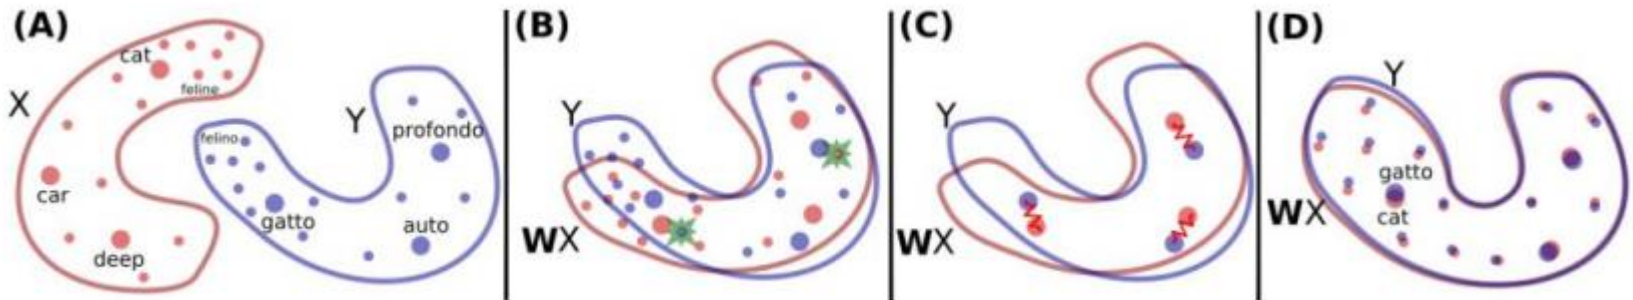 (A)
cat
feline
X
car
deep
Y
felino
profondo
gatto
auto
(B)
Y
WX
(C)
Y
WX
(D)
Y
gatto
cat
WX